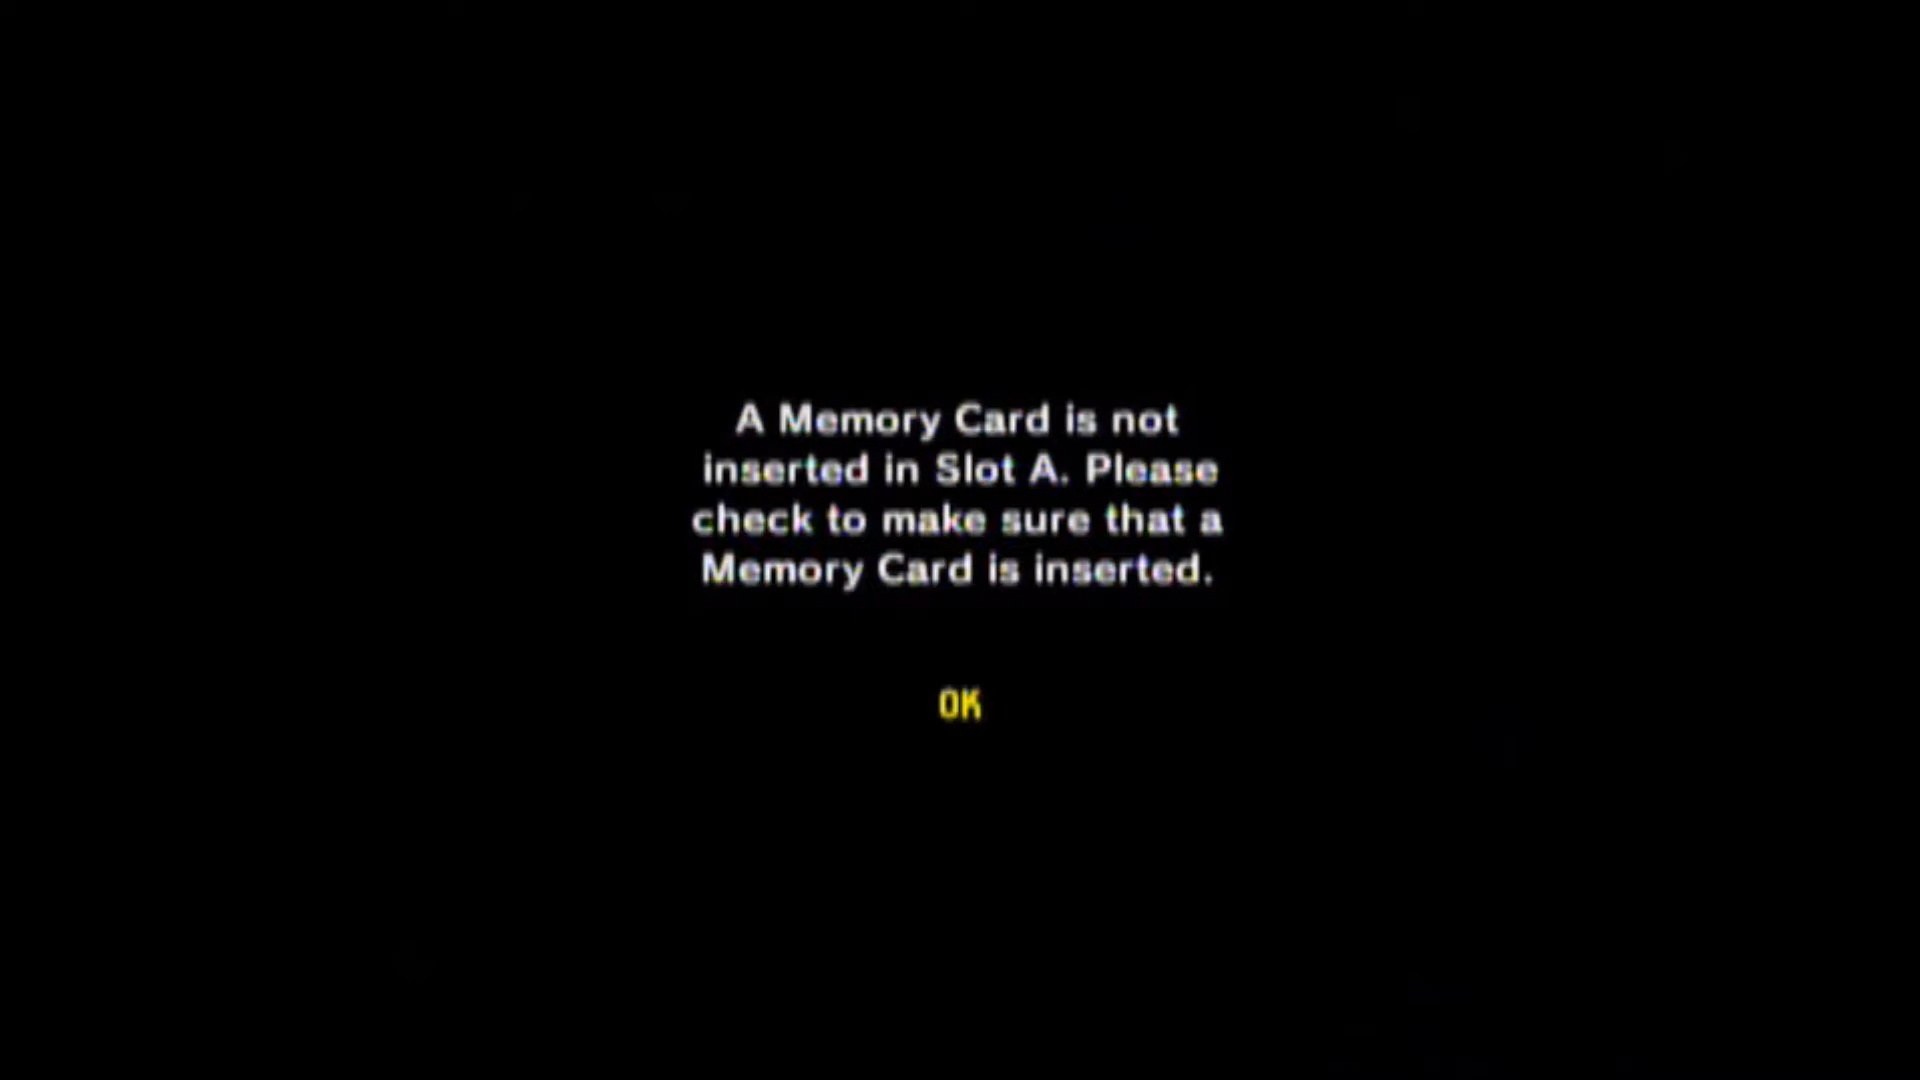 A Memory Card is not
inserted in Slot A. Please
check to make sure that a
Memory Card is inserted.
OK